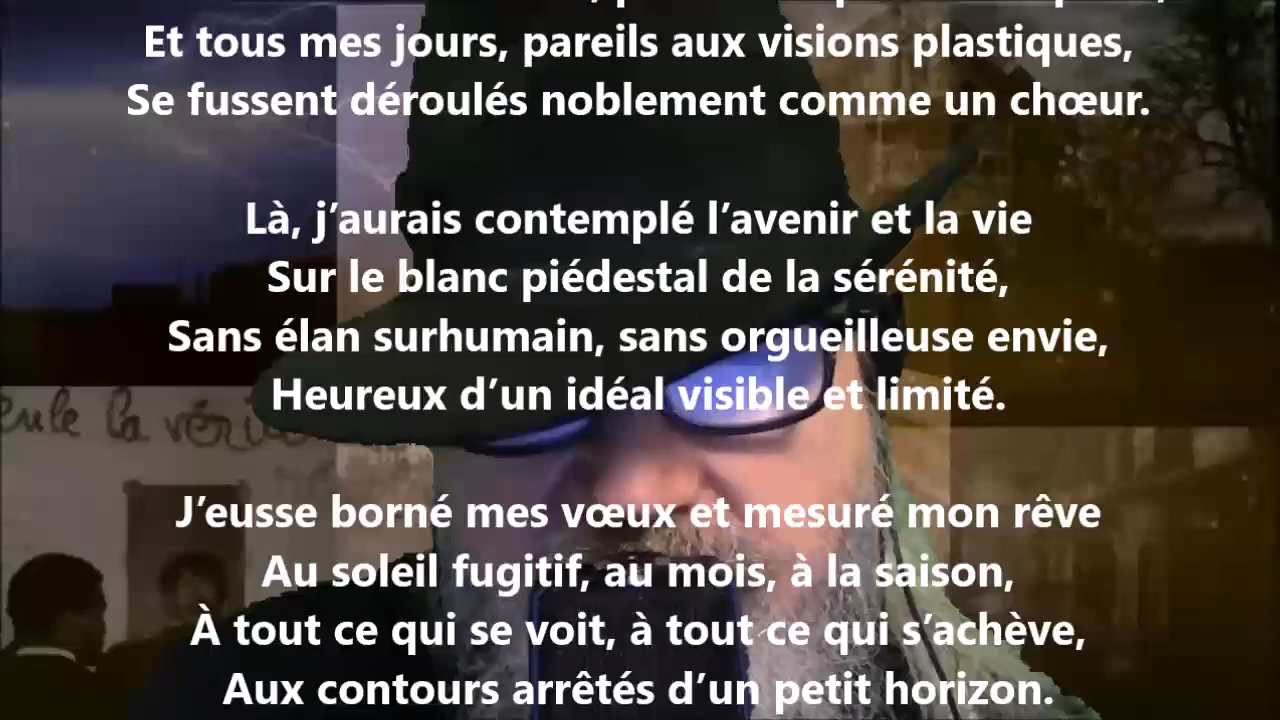 Et tous mes jours, pareils aux visions plastiques,
Se fussent déroulés noblement comme un chœur.
Là, j’aurais contemplé l’avenir et la vie
Sur le blanc piédestal de la sérénité,
Sans élan surhumain, sans orgueilleuse envie,
Heureux d’un idéal visible et limité.
eule la véri
J’eusse borné mes vœux et mesuré mon rêve
Au soleil fugitif, au mois, à la saison,
À tout ce qui se voit, à tout ce qui s’achève,
Aux contours arrêtés d’un petit horizon.